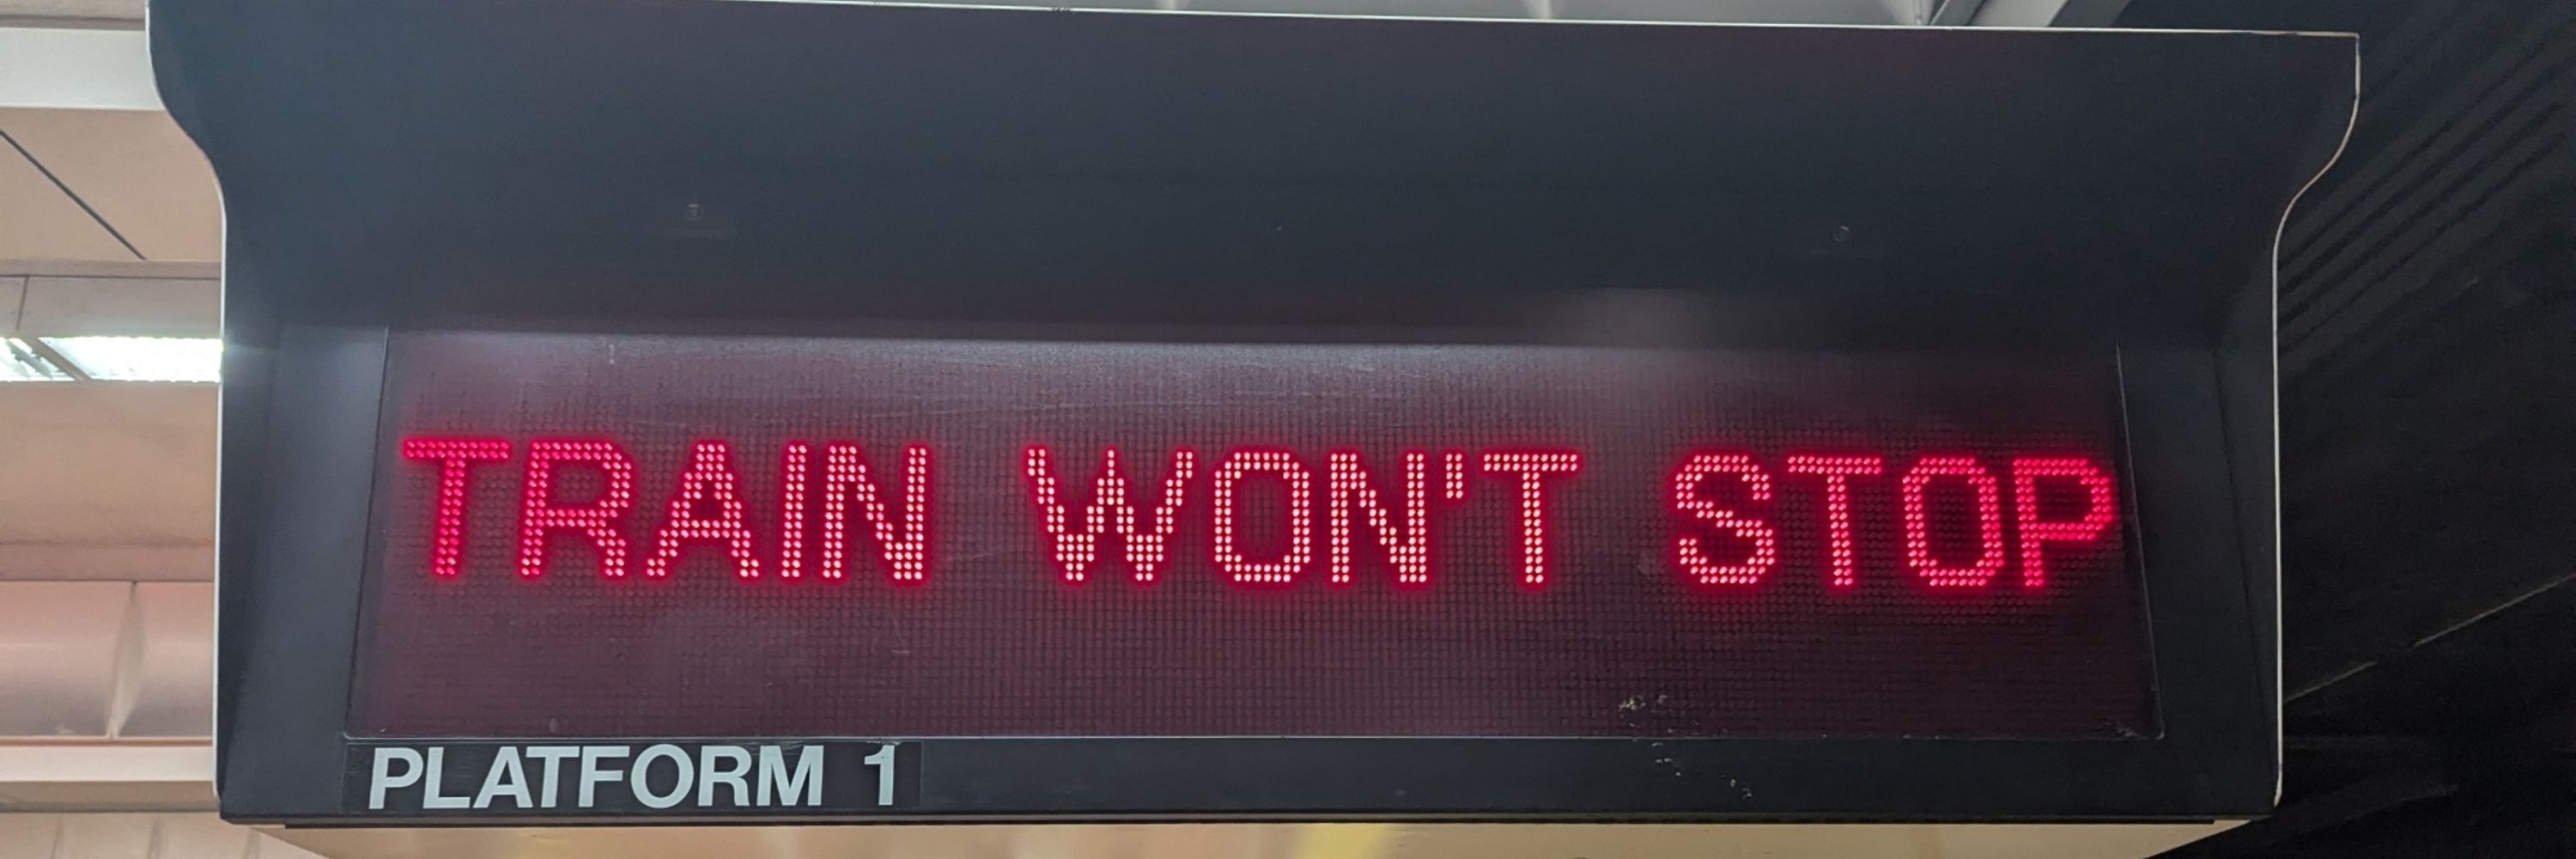 TRAIN WON'T STOP
PLATFORM 1